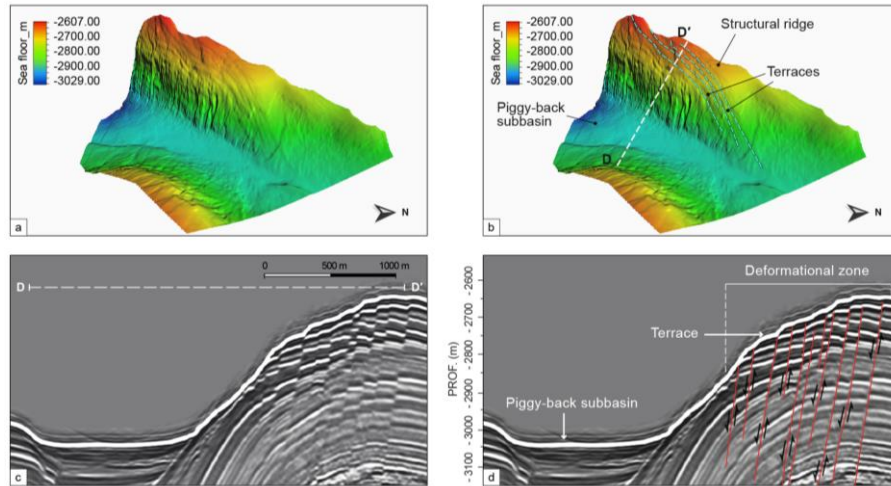 Sea floor_m
-2607.00
-2700.00
-2800.00
-2900.00
-3029.00
N
a
Sea floor_m
-2607.00
-2700.00
-2800.00
-2900.00
-3029.00
D'
Structural ridge
Terraces
Piggy-back
subbasin
D
N
b
0 500 m 1000 m
D D'
c
Deformational zone
Terrace
Piggy-back subbasin
PROF. (m)
- 2600
- 2700
- 2800
- 2900
- 3000
- 3100
d